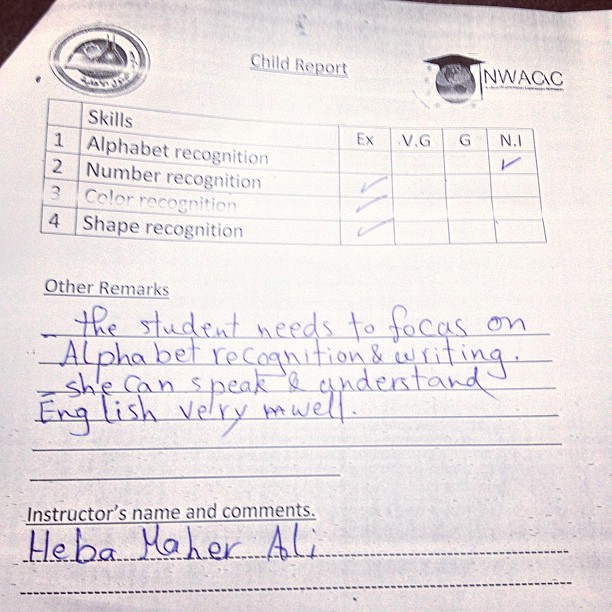 Child Report
NWACAC
Skills
Ex V.G G N.I
1 Alphabet recognition ✓
2 Number recognition ✓
3 Color recognition ✓
4 Shape recognition ✓
Other Remarks
- the student needs to focas on
Alphabet recognition & writing.
- she can speak & understand
English very well.
Instructor's name and comments.
Heba Maher Ali